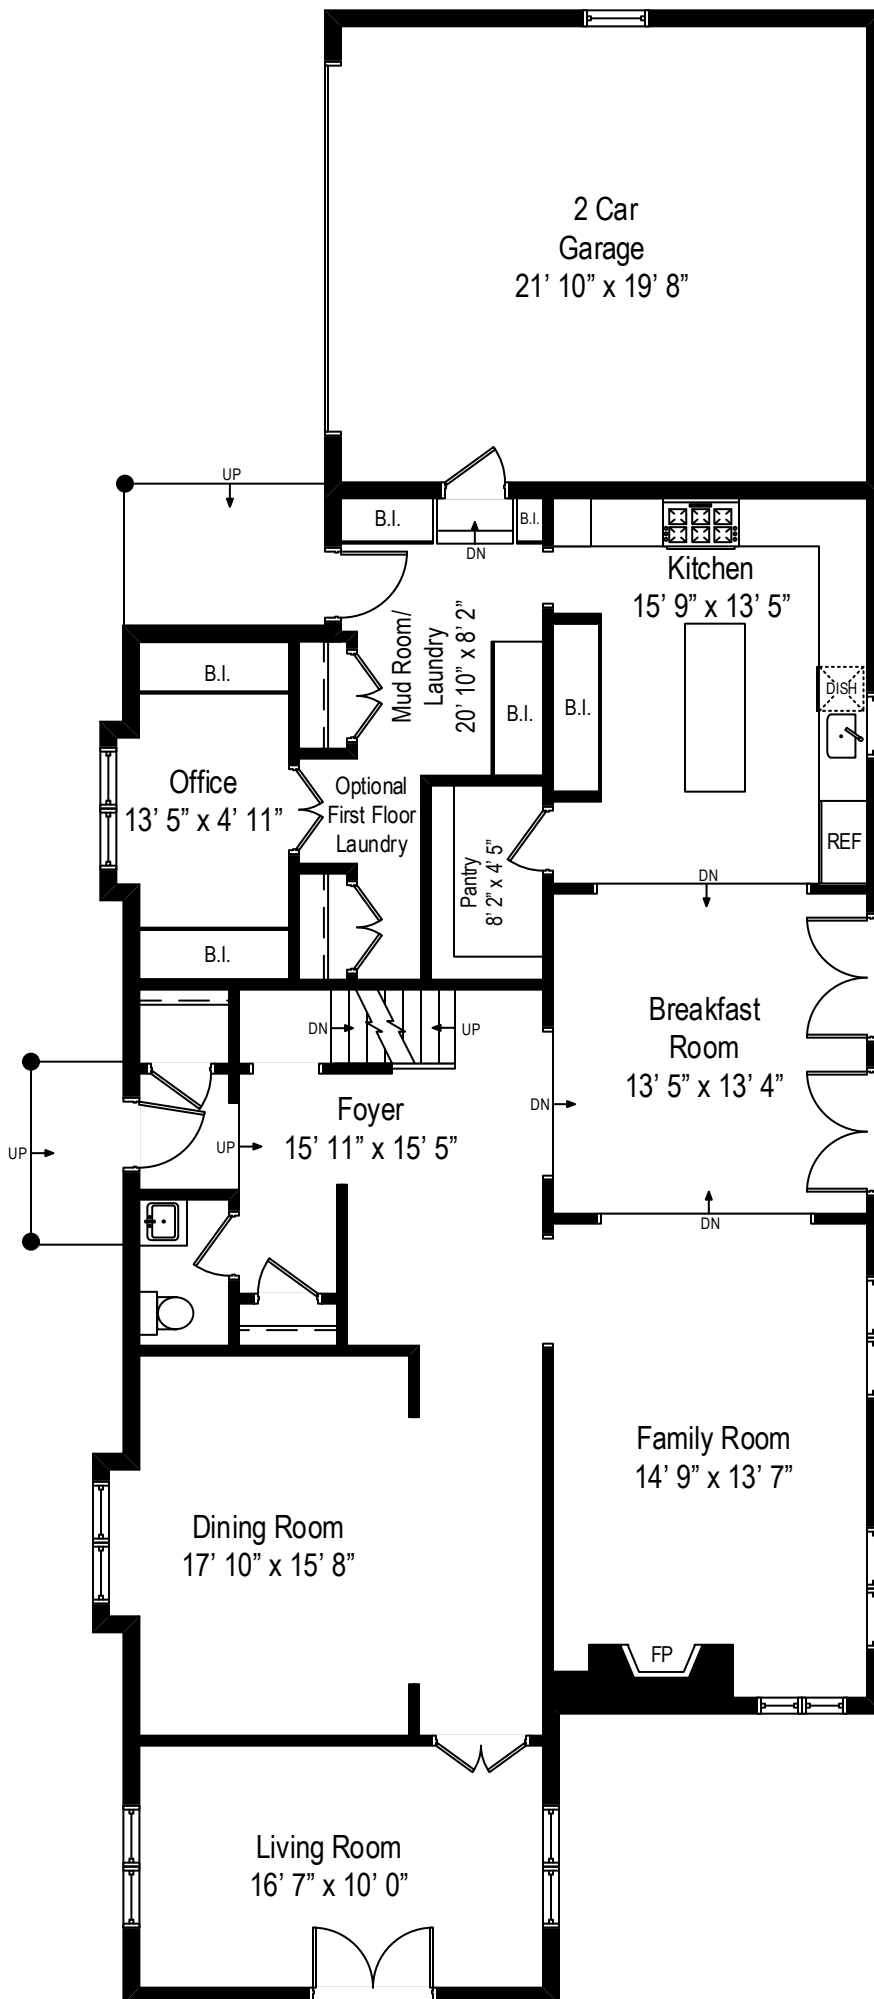 2 Car
Garage
21’ 10” x 19’ 8”
UP
B.I.
B.I.
DN
Kitchen
15’ 9” x 13’ 5”
Mud Room/
Laundry
20’ 10” x 8’ 2”
B.I.
B.I.
B.I.
DISH
Office
13’ 5” x 4’ 11”
Optional
First Floor
Laundry
REF
Pantry
8’ 2” x 4’ 5”
DN
B.I.
Breakfast
Room
13’ 5” x 13’ 4”
DN
UP
DN
Foyer
15’ 11” x 15’ 5”
UP
UP
DN
Family Room
14’ 9” x 13’ 7”
Dining Room
17’ 10” x 15’ 8”
FP
Living Room
16’ 7” x 10’ 0”